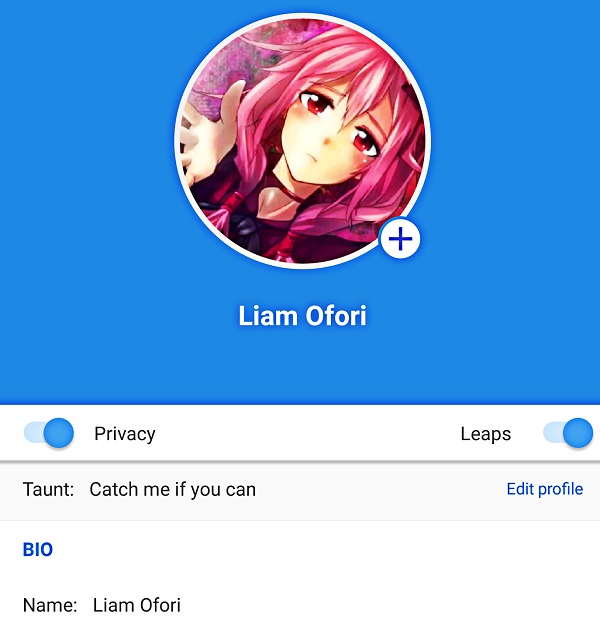 Liam Ofori
Privacy Leaps
Taunt: Catch me if you can Edit profile
BIO
Name: Liam Ofori